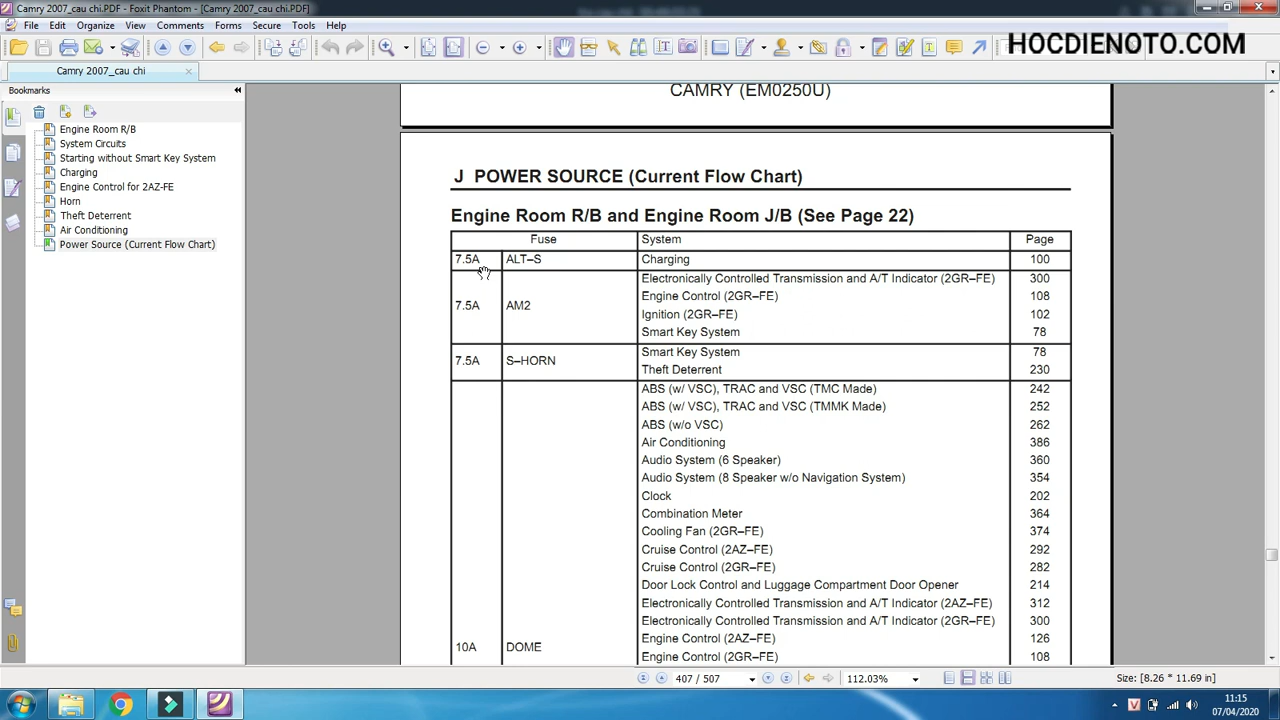 Camry 2007_cau chi.PDF - Foxit Phantom - [Camry 2007_cau chi.PDF]
File Edit Organize View Comments Forms Secure Tools Help
HOCDIENOTO.COM
112.03%
Camry 2007_cau chi
Bookmarks
Engine Room R/B
System Circuits
Starting without Smart Key System
Charging
Engine Control for 2AZ-FE
Horn
Theft Deterrent
Air Conditioning
Power Source (Current Flow Chart)
CAMRY (EM0250U)
J POWER SOURCE (Current Flow Chart)
Engine Room R/B and Engine Room J/B (See Page 22)
Fuse System Page
7.5A ALT–S Charging 100
Electronically Controlled Transmission and A/T Indicator (2GR–FE) 300
Engine Control (2GR–FE) 108
7.5A AM2
Ignition (2GR–FE) 102
Smart Key System 78
Smart Key System 78
7.5A S–HORN
Theft Deterrent 230
ABS (w/ VSC), TRAC and VSC (TMC Made) 242
ABS (w/ VSC), TRAC and VSC (TMMK Made) 252
ABS (w/o VSC) 262
Air Conditioning 386
Audio System (6 Speaker) 360
Audio System (8 Speaker w/o Navigation System) 354
Clock 202
Combination Meter 364
Cooling Fan (2GR–FE) 374
Cruise Control (2AZ–FE) 292
Cruise Control (2GR–FE) 282
Door Lock Control and Luggage Compartment Door Opener 214
Electronically Controlled Transmission and A/T Indicator (2AZ–FE) 312
Electronically Controlled Transmission and A/T Indicator (2GR–FE) 300
Engine Control (2AZ–FE) 126
10A DOME
Engine Control (2GR–FE) 108
407 / 507 112.03% Size: [8.26 * 11.69 in]
V 11:15
07/04/2020